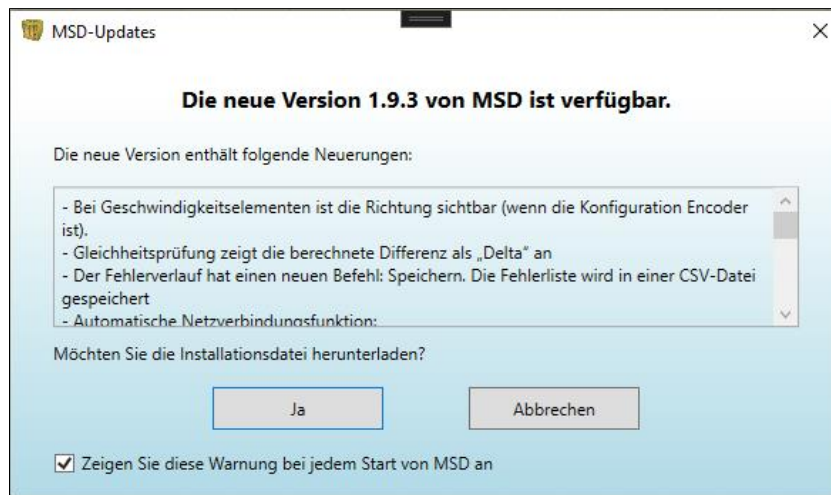 MSD-Updates
Die neue Version 1.9.3 von MSD ist verfügbar.
Die neue Version enthält folgende Neuerungen:
- Bei Geschwindigkeitselementen ist die Richtung sichtbar (wenn die Konfiguration Encoder
ist).
- Gleichheitsprüfung zeigt die berechnete Differenz als „Delta“ an
- Der Fehlerverlauf hat einen neuen Befehl: Speichern. Die Fehlerliste wird in einer CSV-Datei
gespeichert
- Automatische Netzverbindungsfunktion:
Möchten Sie die Installationsdatei herunterladen?
Ja
Abbrechen
Zeigen Sie diese Warnung bei jedem Start von MSD an